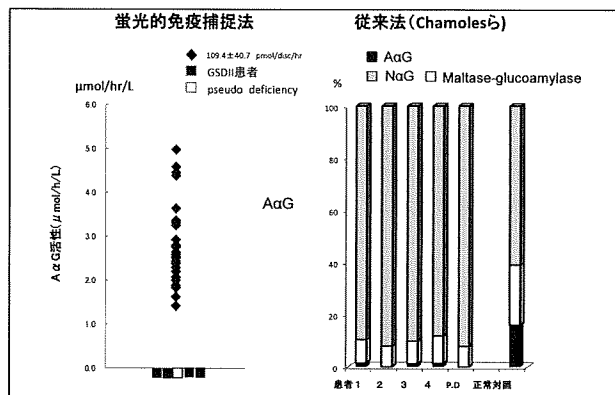 蛍光的免疫捕捉法
109.4±40.7 pmol/disc/hr
GSDII患者
pseudo deficiency
μmol/hr/L
6.0
5.0
4.0
3.0
2.0
1.0
0.0
AαG活性(μmol/h/L)
AαG
従来法(Chamolesら)
AαG
NαG
Maltase-glucoamylase
%
100
80
60
40
20
0
患者1 2 3 4 P.D 正常対照